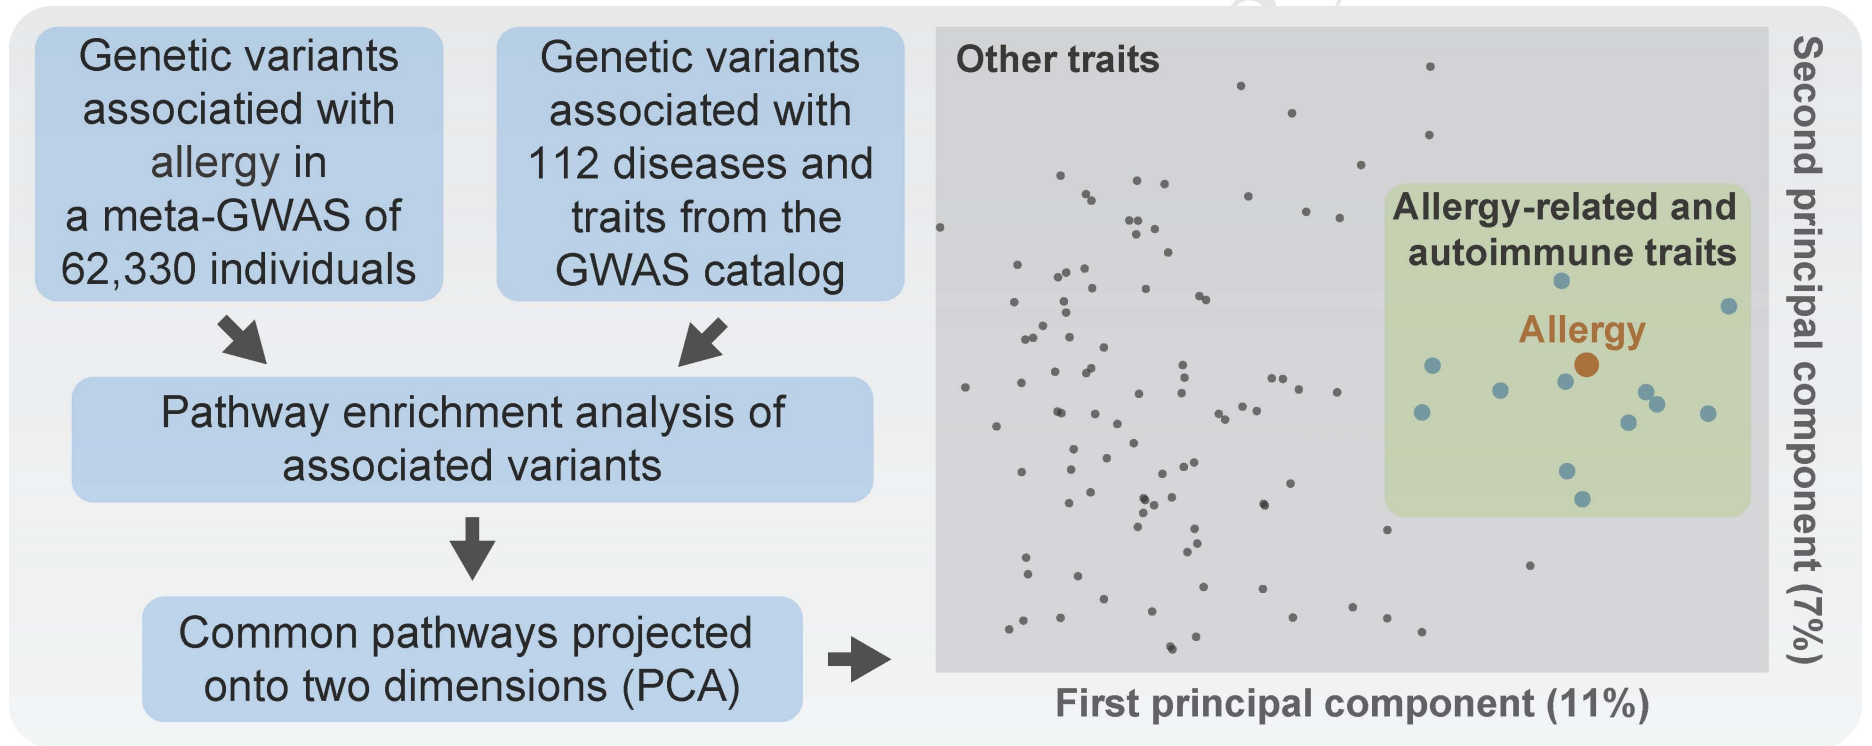 Genetic variants
associatied with
allergy in
a meta-GWAS of
62,330 individuals
Genetic variants
associated with
112 diseases and
traits from the
GWAS catalog
Pathway enrichment analysis of
associated variants
Common pathways projected
onto two dimensions (PCA)
Other traits
Allergy-related and
autoimmune traits
Allergy
First principal component (11%)
Second principal component (7%)